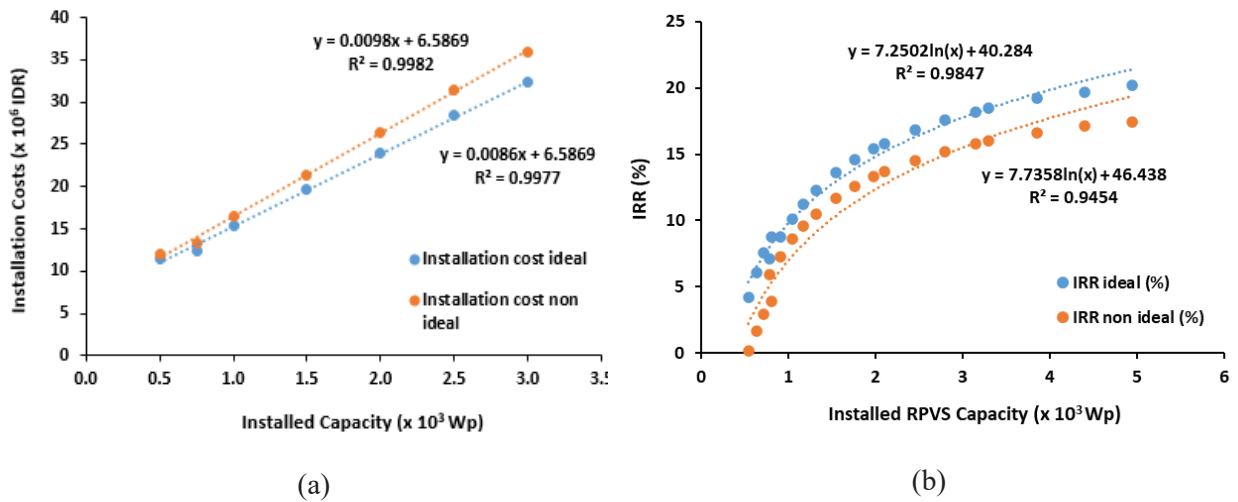 40
35
30
25
20
15
10
5
0
Installation Costs (x 10⁶ IDR)
y = 0.0098x + 6.5869
R² = 0.9982
y = 0.0086x + 6.5869
R² = 0.9977
Installation cost ideal
Installation cost non
ideal
0.0 0.5 1.0 1.5 2.0 2.5 3.0 3.5
Installed Capacity (x 10³ Wp)
(a)
25
20
15
10
5
0
IRR (%)
y = 7.2502ln(x) + 40.284
R² = 0.9847
y = 7.7358ln(x) + 46.438
R² = 0.9454
IRR ideal (%)
IRR non ideal (%)
0 1 2 3 4 5 6
Installed RPVS Capacity (x 10³ Wp)
(b)